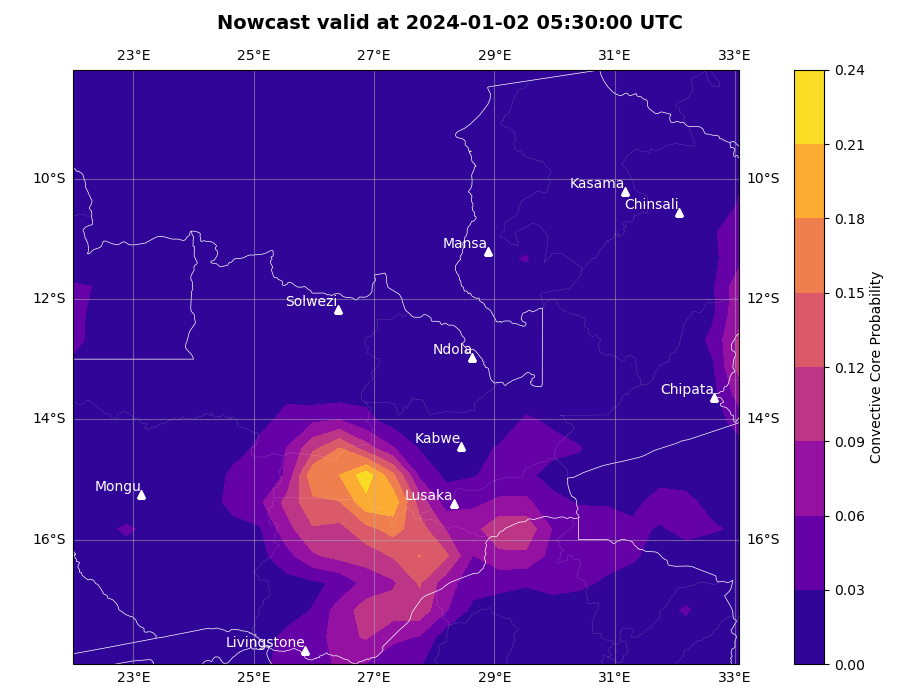 Nowcast valid at 2024-01-02 05:30:00 UTC
23°E 25°E 27°E 29°E 31°E 33°E
0.24
0.21
10°S 10°S
Kasama
Chinsali
0.18
Mansa
12°S 12°S
Solwezi
0.15
Ndola
0.12
Chipata
14°S 14°S
Kabwe
0.09
Mongu
Lusaka
0.06
16°S 16°S
0.03
Livingstone
0.00
23°E 25°E 27°E 29°E 31°E 33°E
Convective Core Probability